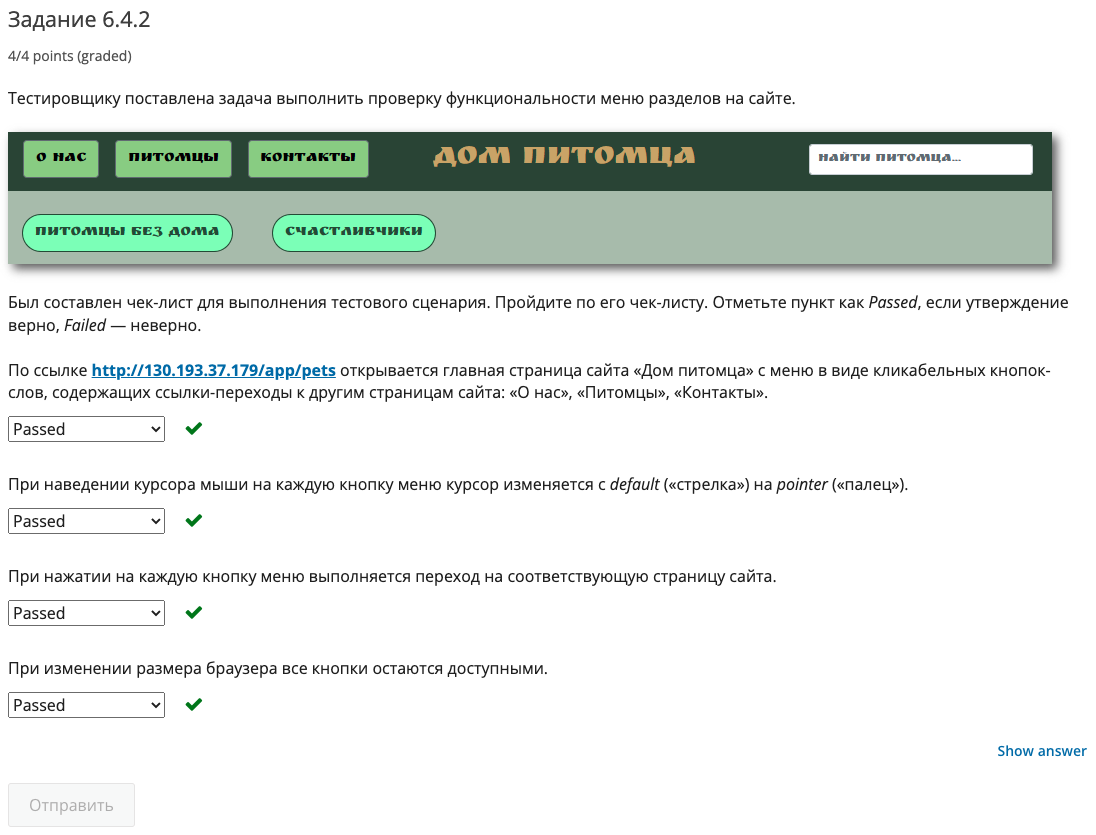 Задание 6.4.2
4/4 points (graded)
Тестировщику поставлена задача выполнить проверку функциональности меню разделов на сайте.
О НАС ПИТОМЦЫ КОНТАКТЫ ДОМ ПИТОМЦА НАЙТИ ПИТОМЦА...
ПИТОМЦЫ БЕЗ ДОМА СЧАСТЛИВЧИКИ
Был составлен чек-лист для выполнения тестового сценария. Пройдите по его чек-листу. Отметьте пункт как Passed, если утверждение
верно, Failed — неверно.
По ссылке http://130.193.37.179/app/pets открывается главная страница сайта «Дом питомца» с меню в виде кликабельных кнопок-
слов, содержащих ссылки-переходы к другим страницам сайта: «О нас», «Питомцы», «Контакты».
Passed
При наведении курсора мыши на каждую кнопку меню курсор изменяется с default («стрелка») на pointer («палец»).
Passed
При нажатии на каждую кнопку меню выполняется переход на соответствующую страницу сайта.
Passed
При изменении размера браузера все кнопки остаются доступными.
Passed
Show answer
Отправить